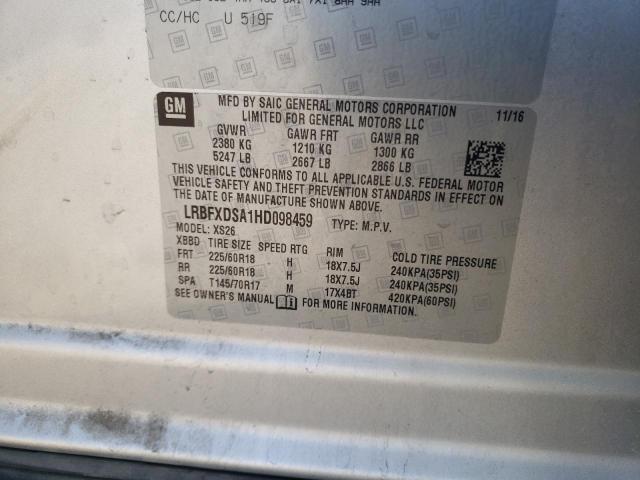 CC/HC U 519F
GM
MFD BY SAIC GENERAL MOTORS CORPORATION 11/16
LIMITED FOR GENERAL MOTORS LLC
GVWR GAWR FRT GAWR RR
2380 KG 1210 KG 1300 KG
5247 LB 2667 LB 2866 LB
THIS VEHICLE CONFORMS TO ALL APPLICABLE U.S. FEDERAL MOTOR
VEHICLE SAFETY AND THEFT PREVENTION STANDARDS IN EFFECT ON
THE DATE OF MANUFACTURE SHOWN ABOVE.
LRBFXDSA1HD098459 TYPE: M.P.V.
MODEL: XS26
XBBD TIRE SIZE SPEED RTG RIM COLD TIRE PRESSURE
FRT 225/60R18 H 18X7.5J 240KPA(35PSI)
RR 225/60R18 H 18X7.5J 240KPA(35PSI)
SPA T145/70R17 M 17X4BT 420KPA(60PSI)
SEE OWNER'S MANUAL FOR MORE INFORMATION.